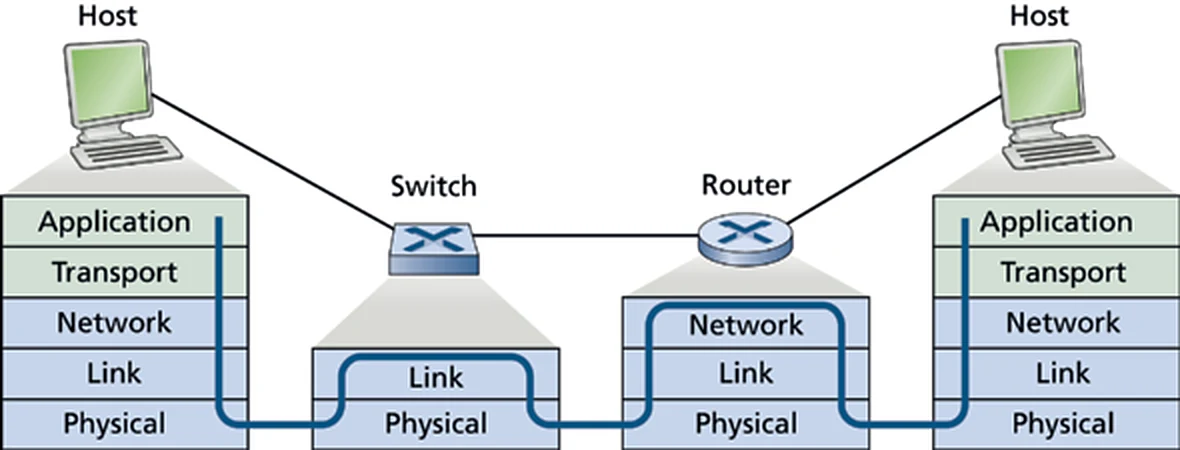 Host
Host
Switch
Router
Application
Transport
Network
Link
Physical
Link
Physical
Network
Link
Physical
Application
Transport
Network
Link
Physical